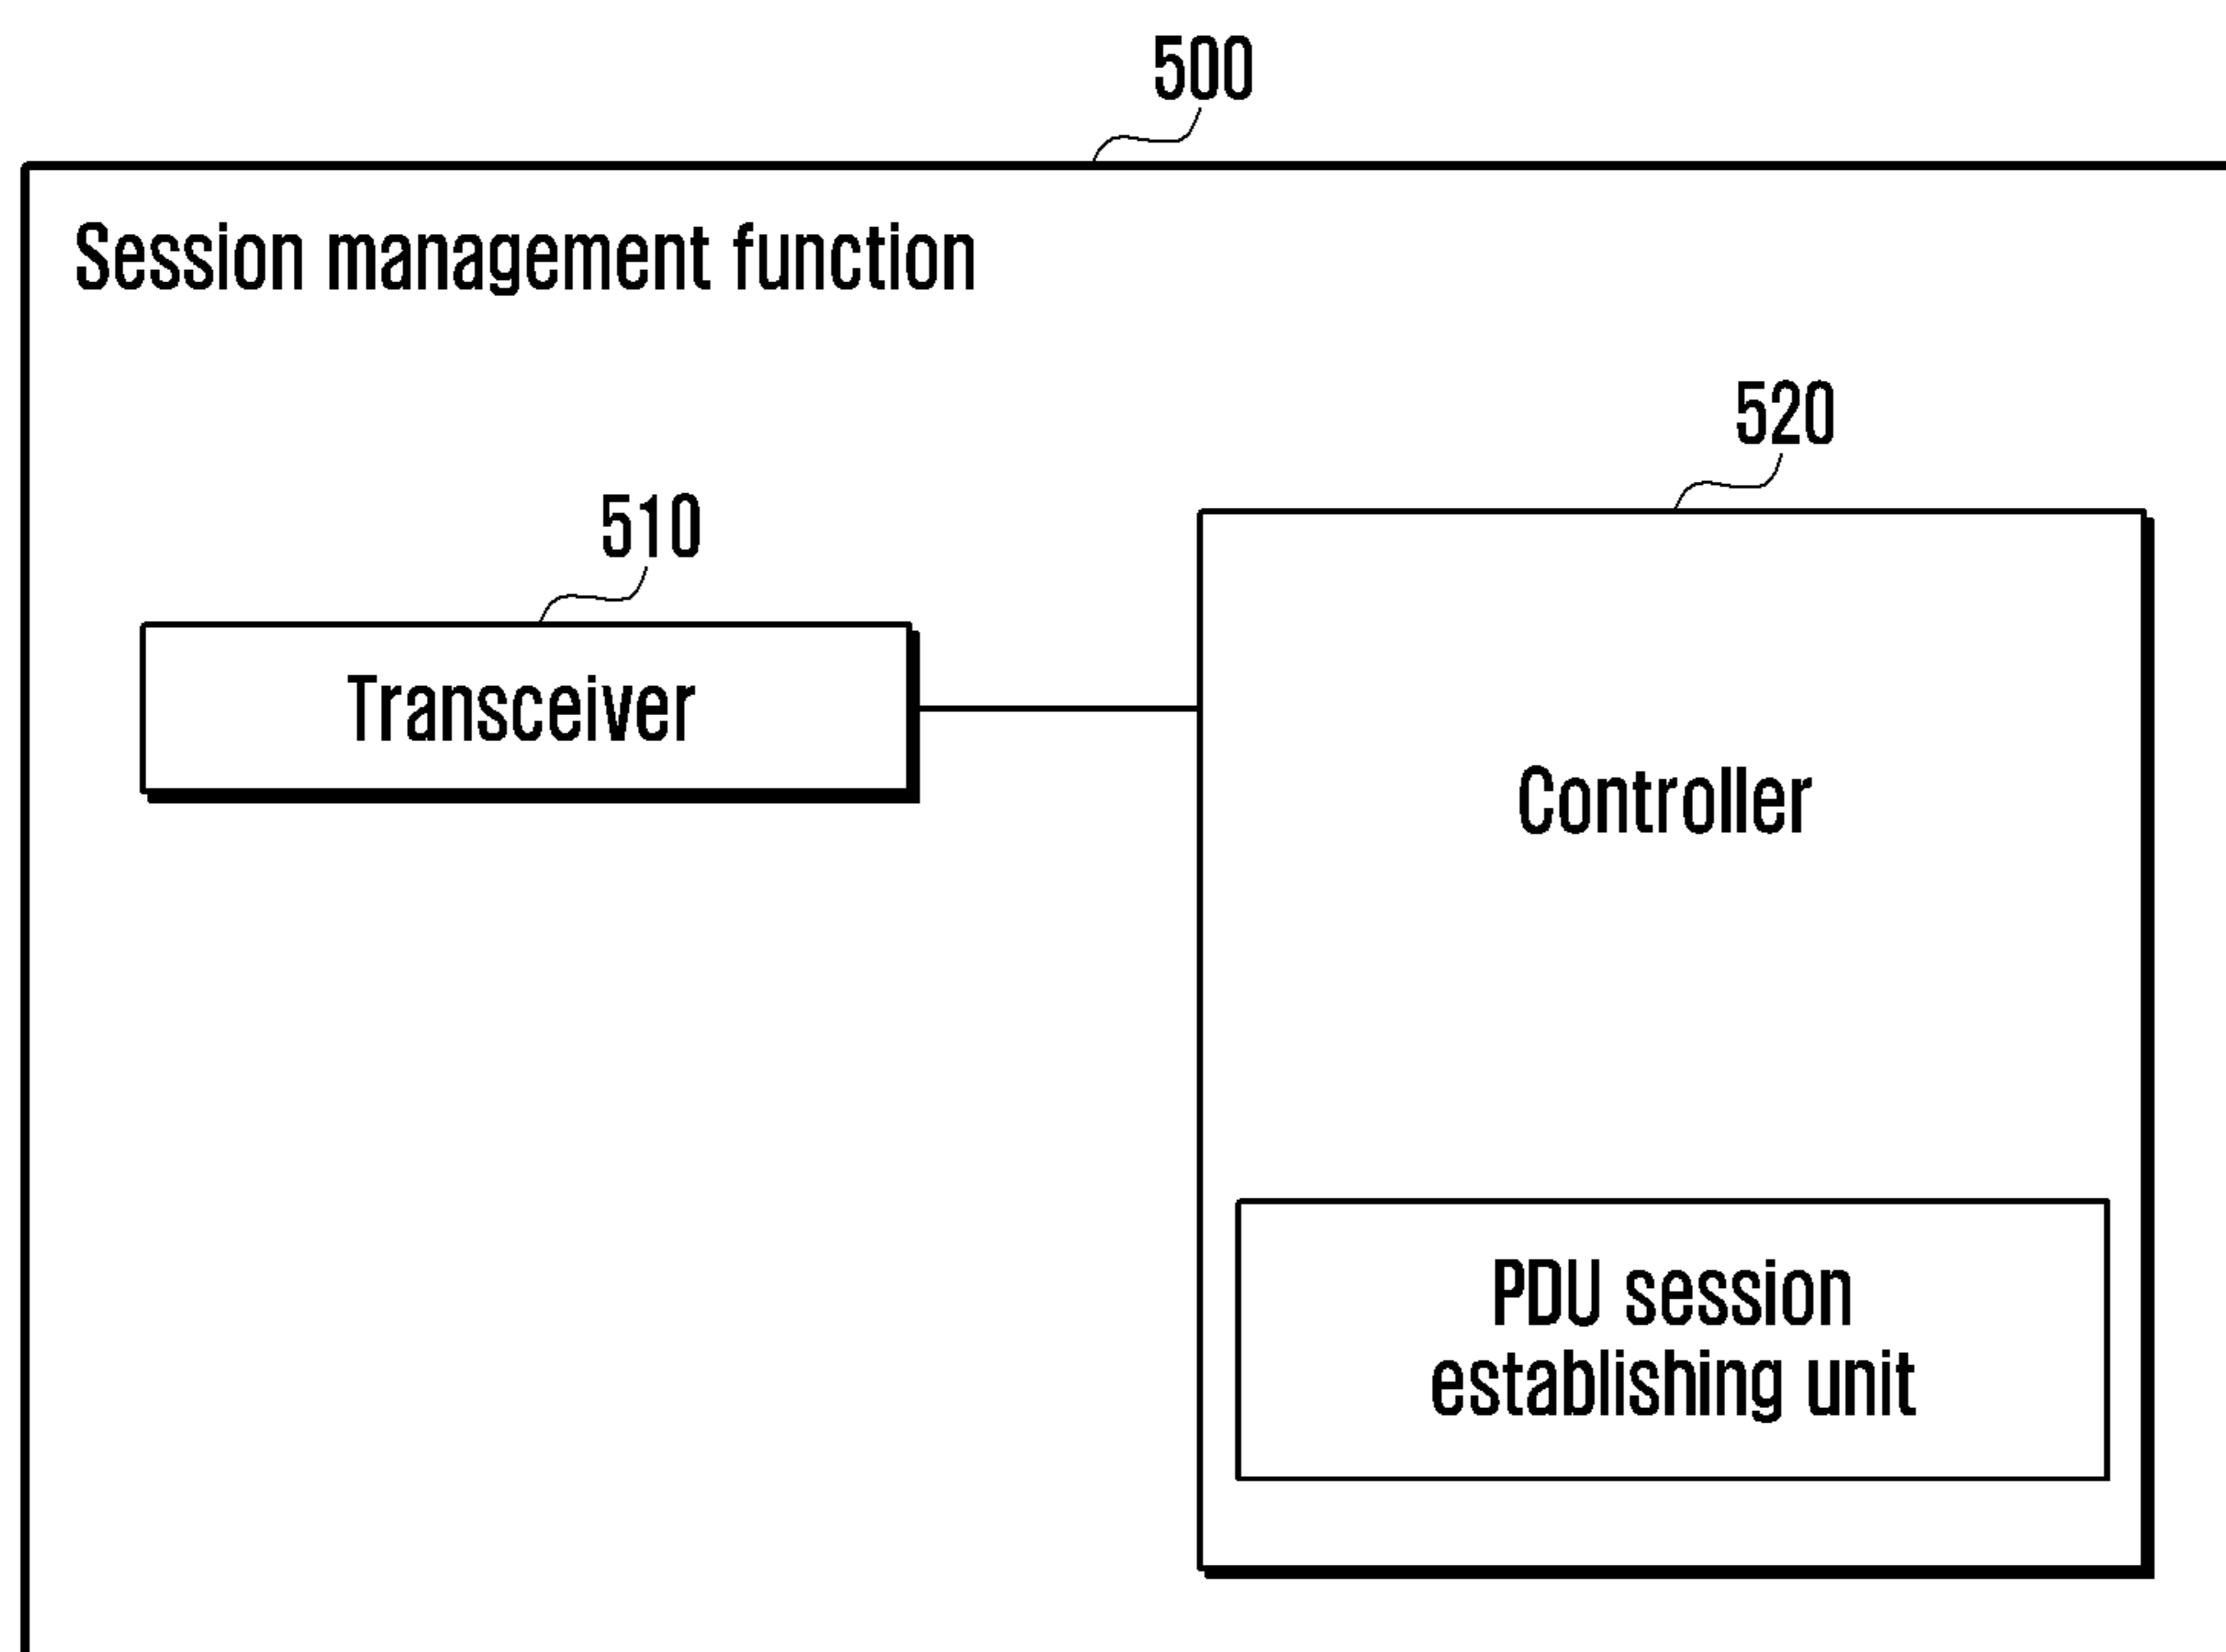 500
Session management function
520
510
Transceiver
Controller
PDU session
establishing unit